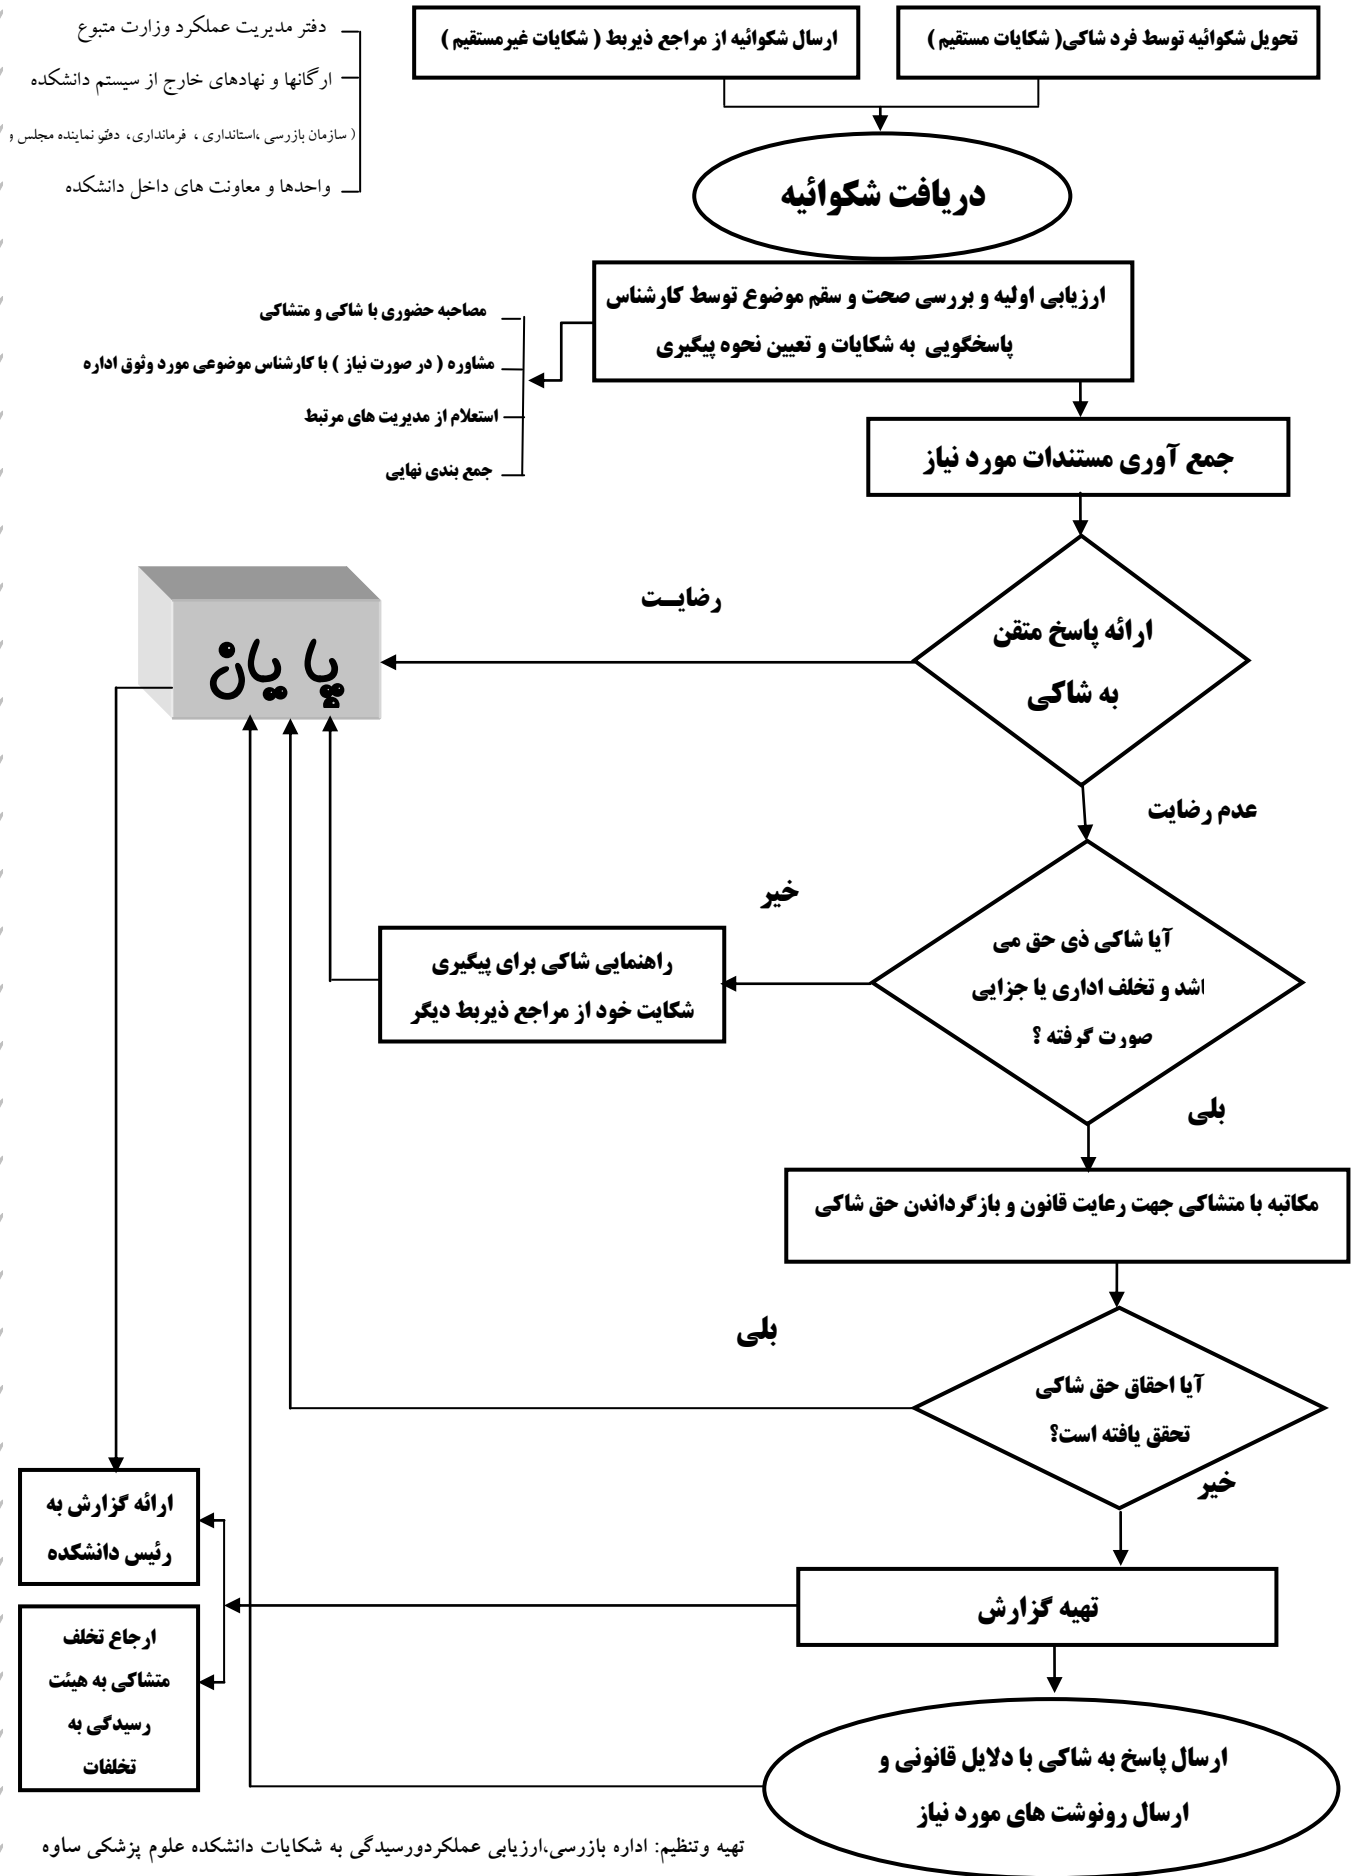 تحویل شکوائیه توسط فرد شاکی( شکایات مستقیم )
ارسال شکوائیه از مراجع ذیربط ( شکایات غیرمستقیم )
دفتر مدیریت عملکرد وزارت متبوع
ارگانها و نهادهای خارج از سیستم دانشکده
( سازمان بازرسی ،استانداری ، فرمانداری، دفتر نماینده مجلس و
واحدها و معاونت های داخل دانشکده
دریافت شکوائیه
ارزیابی اولیه و بررسی صحت و سقم موضوع توسط کارشناس
پاسخگویی به شکایات و تعیین نحوه پیگیری
مصاحبه حضوری با شاکی و متشاکی
مشاوره ( در صورت نیاز ) با کارشناس موضوعی مورد وثوق اداره
استعلام از مدیریت های مرتبط
جمع بندی نهایی
جمع آوری مستندات مورد نیاز
ارائه پاسخ متقن
به شاکی
رضایــت
پا یان
عدم رضایت
آیا شاکی ذی حق می
اشد و تخلف اداری یا جزایی
صورت گرفته ؟
خیر
راهنمایی شاکی برای پیگیری
شکایت خود از مراجع ذیربط دیگر
بلی
مکاتبه با متشاکی جهت رعایت قانون و بازگرداندن حق شاکی
آیا احقاق حق شاکی
تحقق یافته است؟
بلی
خیر
تهیه گزارش
ارائه گزارش به
رئیس دانشکده
ارجاع تخلف
متشاکی به هیئت
رسیدگی به
تخلفات
ارسال پاسخ به شاکی با دلایل قانونی و
ارسال رونوشت های مورد نیاز
تهیه وتنظیم: اداره بازرسی،ارزیابی عملکردورسیدگی به شکایات دانشکده علوم پزشکی ساوه